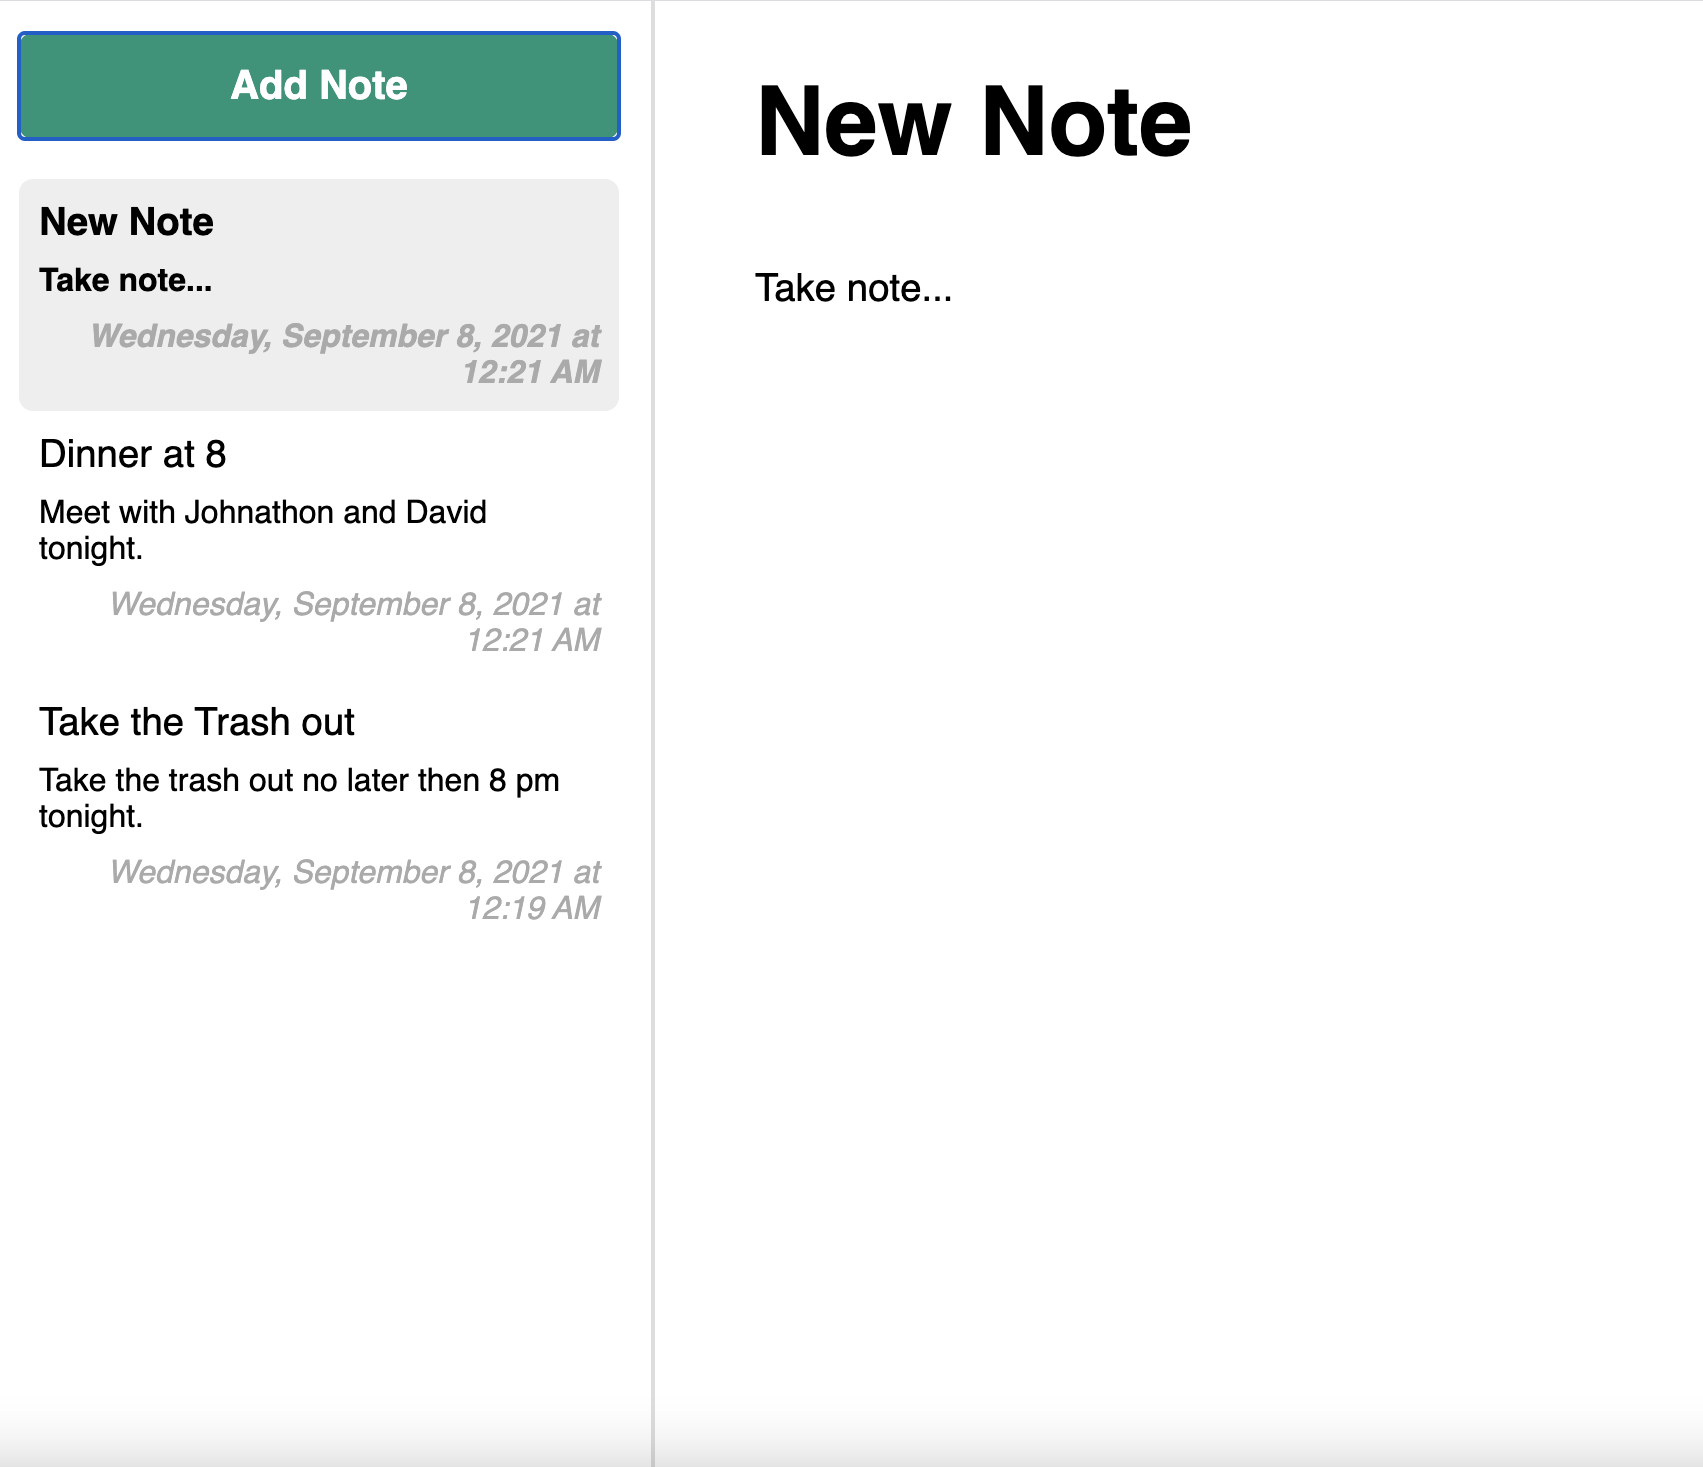 Add Note
New Note
Take note...
Wednesday, September 8, 2021 at
12:21 AM
Dinner at 8
Meet with Johnathon and David
tonight.
Wednesday, September 8, 2021 at
12:21 AM
Take the Trash out
Take the trash out no later then 8 pm
tonight.
Wednesday, September 8, 2021 at
12:19 AM
New Note
Take note...